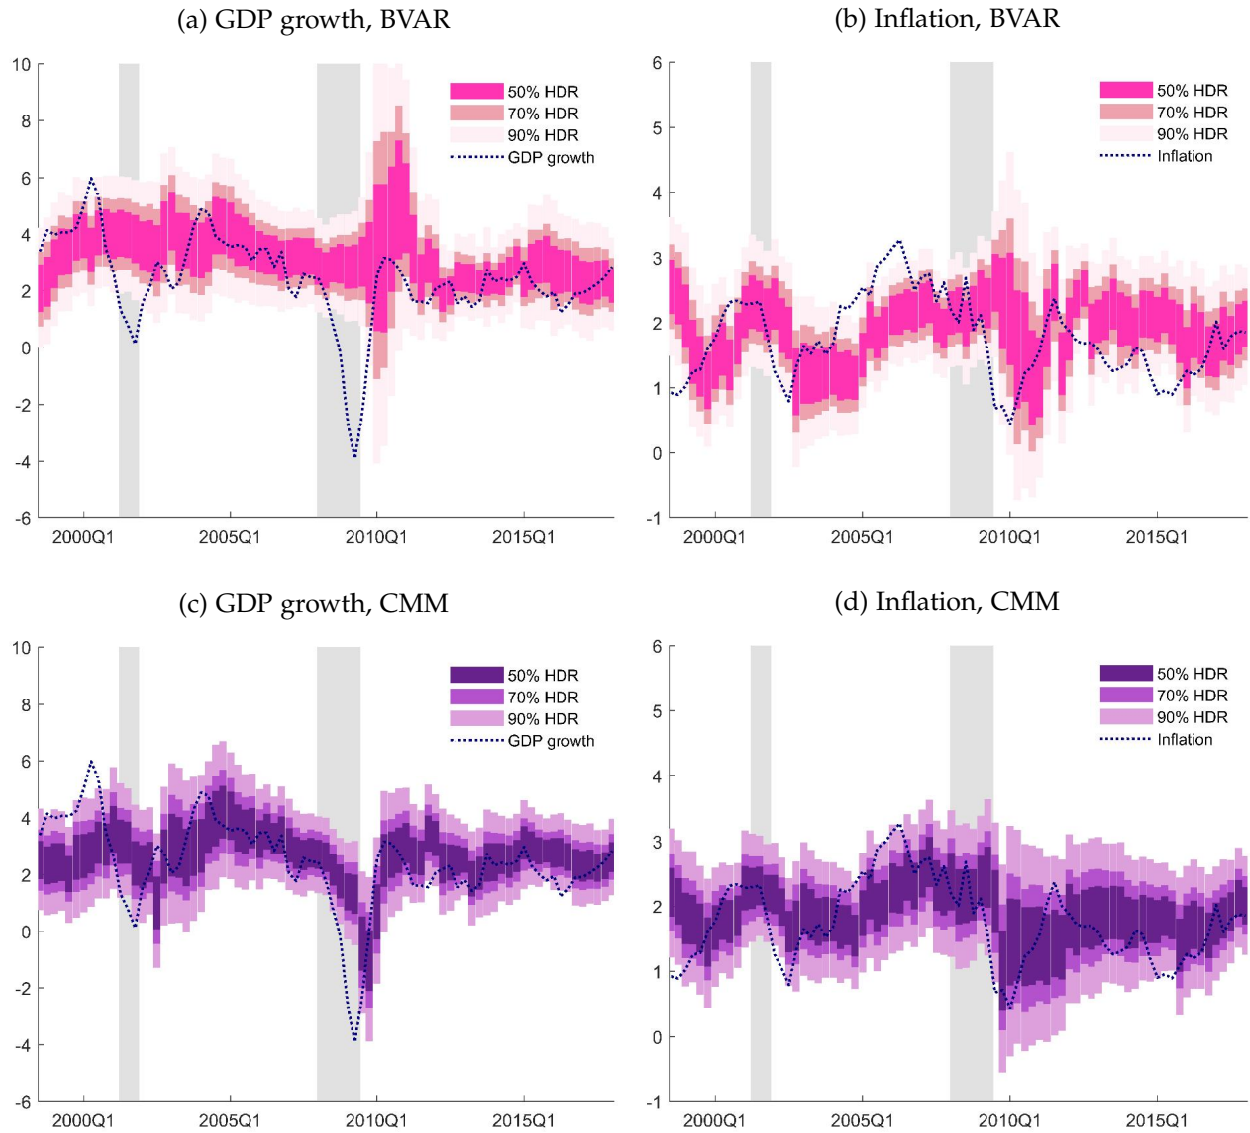 (a) GDP growth, BVAR
10
8
6
4
2
0
-2
-4
-6
2000Q1
2005Q1
2010Q1
2015Q1
50% HDR
70% HDR
90% HDR
GDP growth
(b) Inflation, BVAR
6
5
4
3
2
1
0
-1
2000Q1
2005Q1
2010Q1
2015Q1
50% HDR
70% HDR
90% HDR
Inflation
(c) GDP growth, CMM
10
8
6
4
2
0
-2
-4
-6
2000Q1
2005Q1
2010Q1
2015Q1
50% HDR
70% HDR
90% HDR
GDP growth
(d) Inflation, CMM
6
5
4
3
2
1
0
-1
2000Q1
2005Q1
2010Q1
2015Q1
50% HDR
70% HDR
90% HDR
Inflation